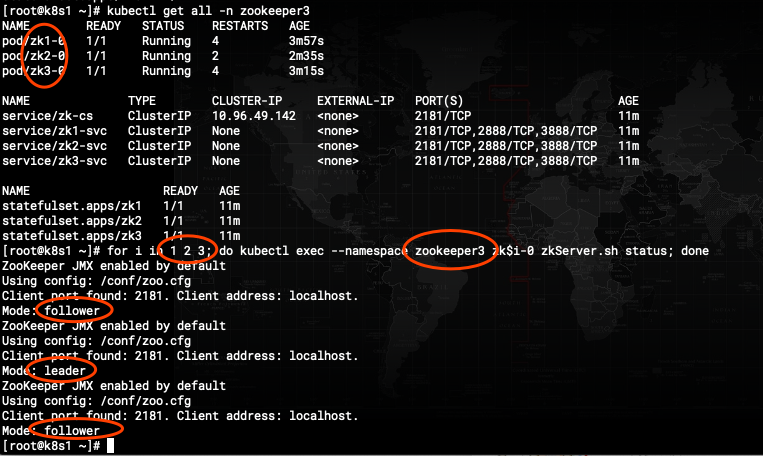 [root@k8s1 ~]# kubectl get all -n zookeeper3
NAME READY STATUS RESTARTS AGE
pod/zk1-0 1/1 Running 4 3m57s
pod/zk2-0 1/1 Running 2 2m35s
pod/zk3-0 1/1 Running 4 3m15s
NAME TYPE CLUSTER-IP EXTERNAL-IP PORT(S) AGE
service/zk-cs ClusterIP 10.96.49.142 <none> 2181/TCP 11m
service/zk1-svc ClusterIP None <none> 2181/TCP,2888/TCP,3888/TCP 11m
service/zk2-svc ClusterIP None <none> 2181/TCP,2888/TCP,3888/TCP 11m
service/zk3-svc ClusterIP None <none> 2181/TCP,2888/TCP,3888/TCP 11m
NAME READY AGE
statefulset.apps/zk1 1/1 11m
statefulset.apps/zk2 1/1 11m
statefulset.apps/zk3 1/1 11m
[root@k8s1 ~]# for i in 1 2 3; do kubectl exec --namespace zookeeper3 zk$i-0 zkServer.sh status; done
ZooKeeper JMX enabled by default
Using config: /conf/zoo.cfg
Client port found: 2181. Client address: localhost.
Mode: follower
ZooKeeper JMX enabled by default
Using config: /conf/zoo.cfg
Client port found: 2181. Client address: localhost.
Mode: leader
ZooKeeper JMX enabled by default
Using config: /conf/zoo.cfg
Client port found: 2181. Client address: localhost.
Mode: follower
[root@k8s1 ~]#